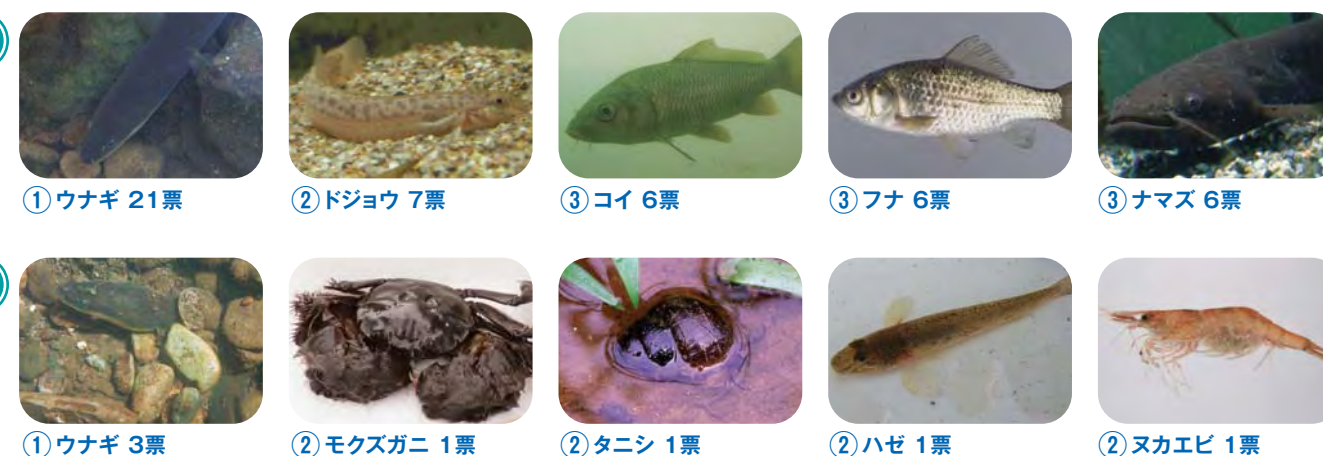 ①ウナギ 21票
②ドジョウ 7票
③コイ 6票
③フナ 6票
③ナマズ 6票
①ウナギ 3票
②モクズガニ 1票
②タニシ 1票
②ハゼ 1票
②ヌカエビ 1票